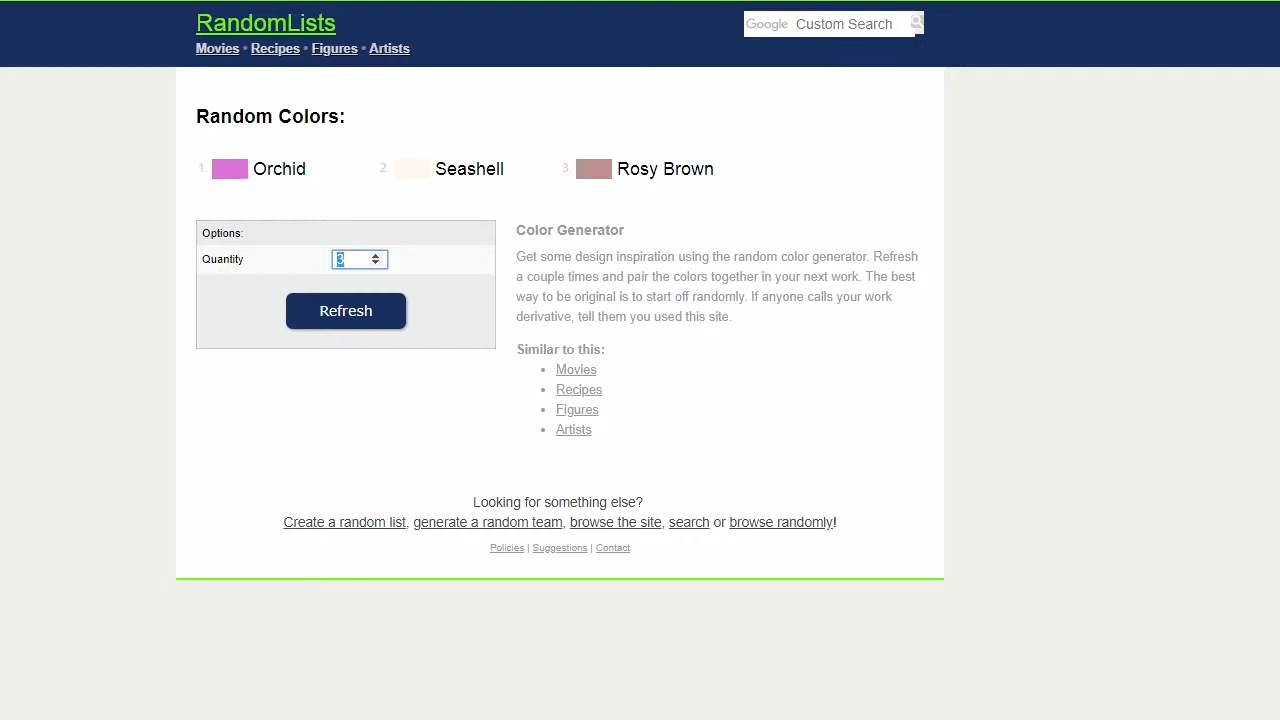 RandomLists
Google Custom Search
Movies • Recipes • Figures • Artists
Random Colors:
1. Orchid 2. Seashell 3. Rosy Brown
Options:
Quantity 3
Refresh
Color Generator
Get some design inspiration using the random color generator. Refresh
a couple times and pair the colors together in your next work. The best
way to be original is to start off randomly. If anyone calls your work
derivative, tell them you used this site.
Similar to this:
• Movies
• Recipes
• Figures
• Artists
Looking for something else?
Create a random list, generate a random team, browse the site, search or browse randomly!
Policies | Suggestions | Contact